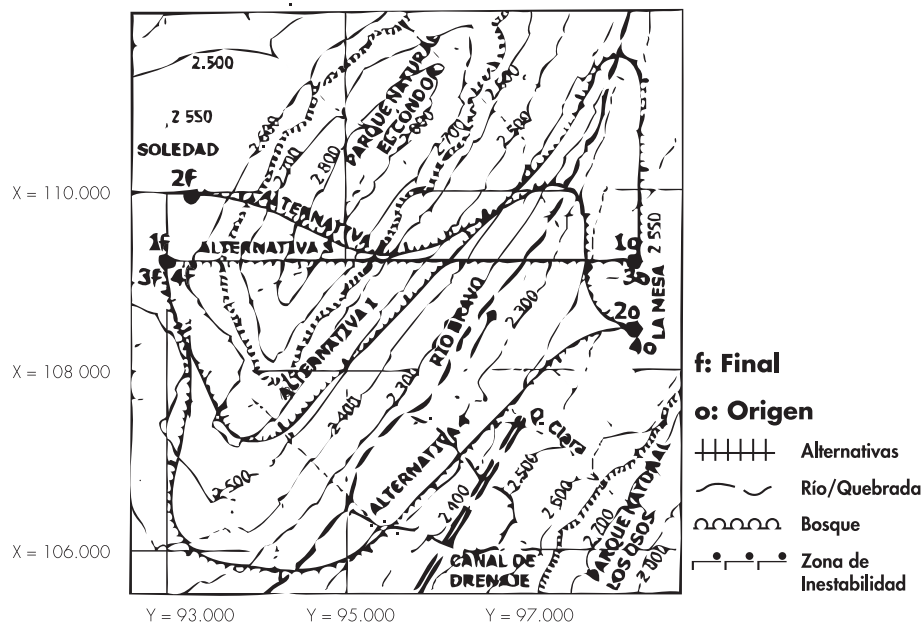 2.500
2 550
SOLEDAD
2f
X = 110.000
2.600
2.700
2.800
PARQUE NATURAL
EL CÓNDOR
2.800
2.700
2.600
2.500
ALTERNATIVA
ALTERNATIVA 3
1f
3f
4f
1o
3o
2o
4o
2 550
LA MESA
ALTERNATIVA 1
RIO BRAVO
2.300
X = 108 000
2.300
2.400
2.500
ALTERNATIVA 4
Q. Clara
2.400
2.500
2.600
2.700
PARQUE NATURAL
LOS OSOS
CANAL DE
DRENAJE
X = 106.000
Y = 93.000
Y = 95.000
Y = 97.000
f: Final
o: Origen
Alternativas
Río/Quebrada
Bosque
Zona de
Inestabilidad